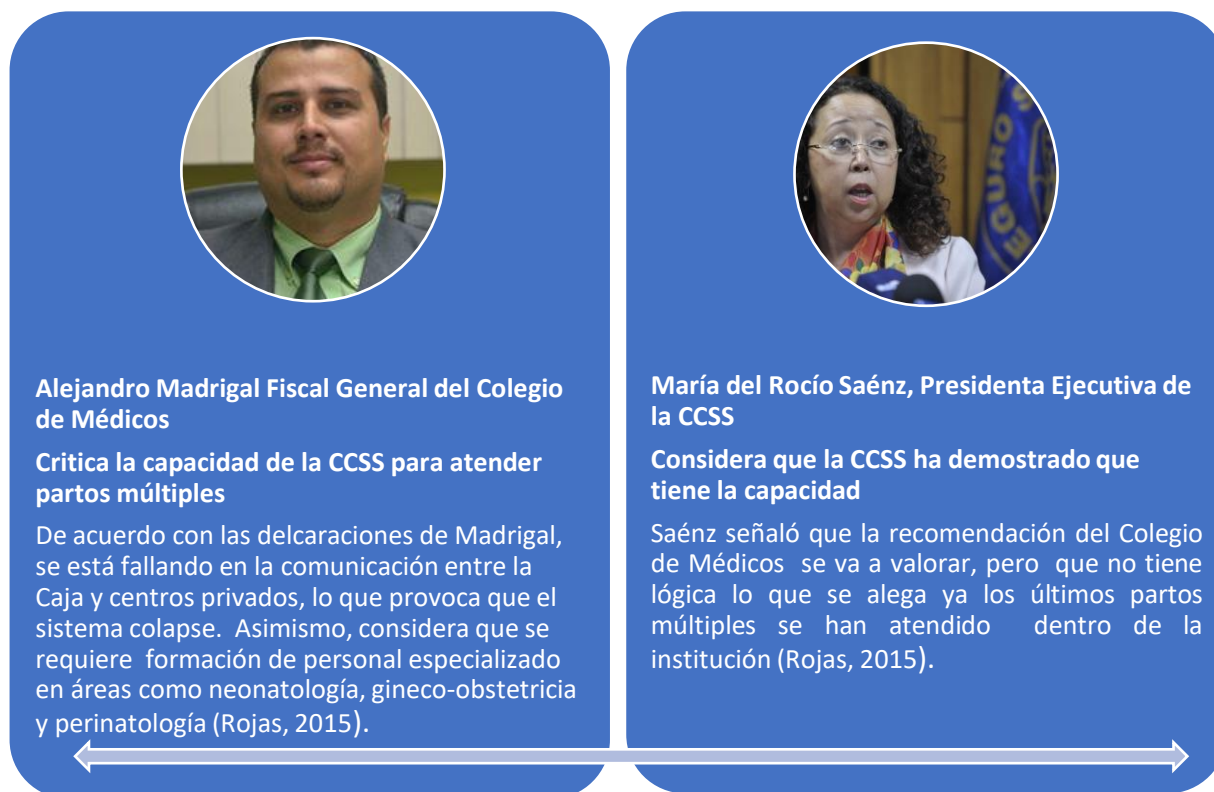 Alejandro Madrigal Fiscal General del Colegio
de Médicos
Critica la capacidad de la CCSS para atender
partos múltiples
De acuerdo con las delcaraciones de Madrigal,
se está fallando en la comunicación entre la
Caja y centros privados, lo que provoca que el
sistema colapse. Asimismo, considera que se
requiere formación de personal especializado
en áreas como neonatología, gineco-obstetricia
y perinatología (Rojas, 2015).
E GURO S
María del Rocío Saénz, Presidenta Ejecutiva de
la CCSS
Considera que la CCSS ha demostrado que
tiene la capacidad
Saénz señaló que la recomendación del Colegio
de Médicos se va a valorar, pero que no tiene
lógica lo que se alega ya los últimos partos
múltiples se han atendido dentro de la
institución (Rojas, 2015).